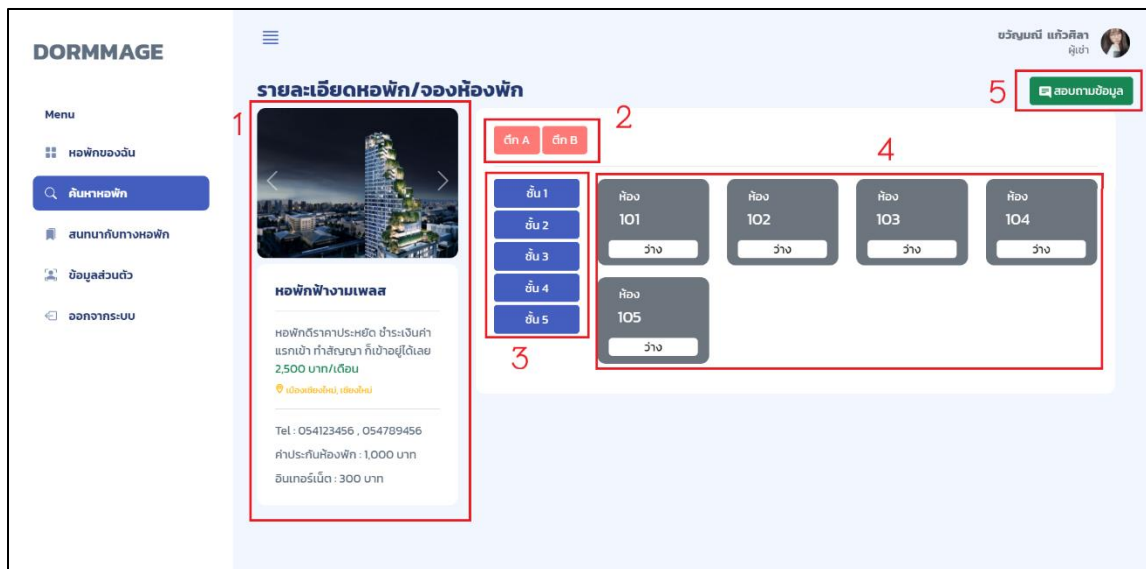 DORMMAGE
ขวัญมณี แก้วศิลา
ผู้เช่า
รายละเอียดหอพัก/จองห้องพัก
5
สอบถามข้อมูล
Menu
หอพักของฉัน
ค้นหาหอพัก
สนทนากับทางหอพัก
ข้อมูลส่วนตัว
ออกจากระบบ
1
หอพักฟ้างามเพลส
หอพักดีราคาประหยัด ชำระเงินค่า
แรกเข้า ทำสัญญา ก็เข้าอยู่ได้เลย
2,500 บาท/เดือน
เมืองเชียงใหม่, เชียงใหม่
Tel : 054123456 , 054789456
ค่าประกันห้องพัก : 1,000 บาท
อินเทอร์เน็ต : 300 บาท
2
ตึก A ตึก B
3
ชั้น 1
ชั้น 2
ชั้น 3
ชั้น 4
ชั้น 5
4
ห้อง
101
ว่าง
ห้อง
102
ว่าง
ห้อง
103
ว่าง
ห้อง
104
ว่าง
ห้อง
105
ว่าง